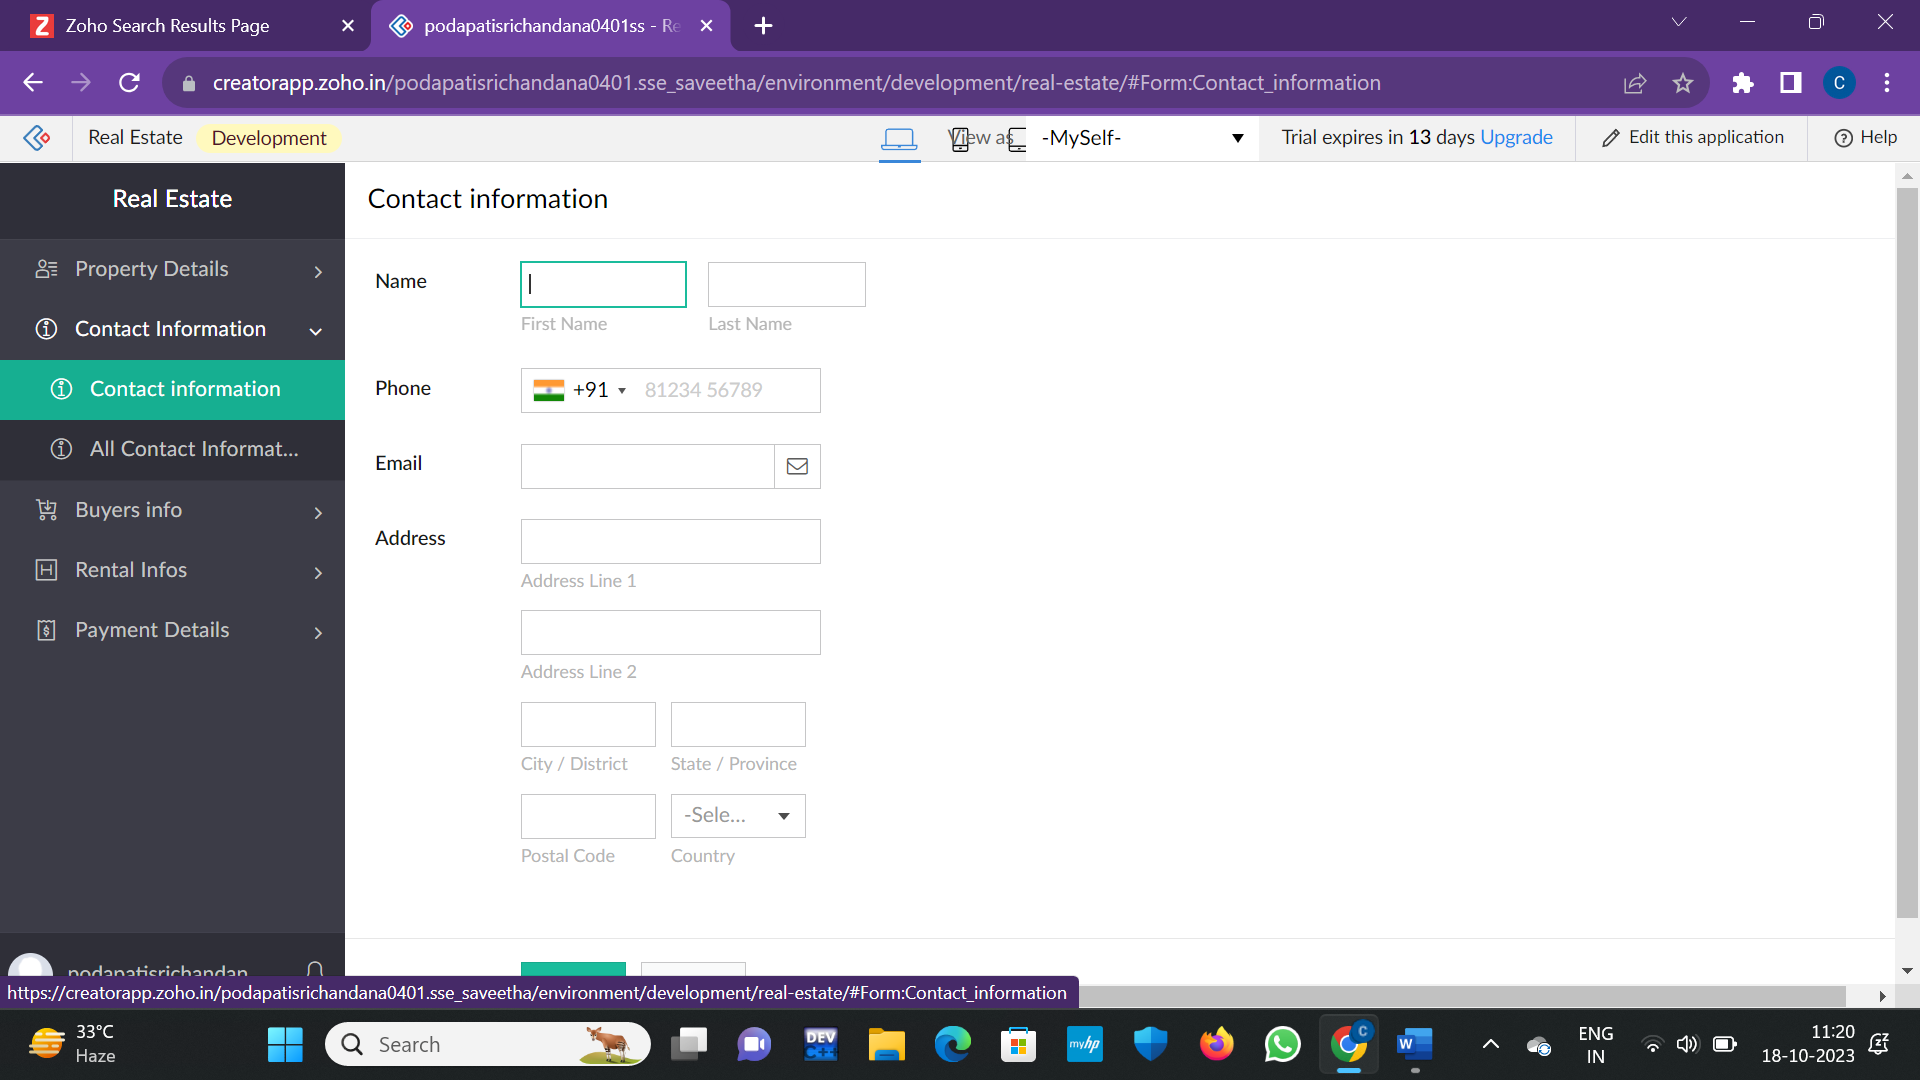 Zoho Search Results Page
podapatisrichandana0401ss - Re
creatorapp.zoho.in/podapatisrichandana0401.sse_saveetha/environment/development/real-estate/#Form:Contact_information
C
Real Estate
Development
View as
-MySelf-
Trial expires in 13 days Upgrade
Edit this application
Help
Real Estate
Property Details
Contact Information
Contact information
All Contact Informat...
Buyers info
Rental Infos
Payment Details
podapatisrichandan
Contact information
Name
First Name
Last Name
Phone
+91
81234 56789
Email
Address
Address Line 1
Address Line 2
City / District
State / Province
-Sele...
Postal Code
Country
https://creatorapp.zoho.in/podapatisrichandana0401.sse_saveetha/environment/development/real-estate/#Form:Contact_information
33°C
Haze
Search
DEV
C++
myhp
C
W
ENG
IN
11:20
18-10-2023